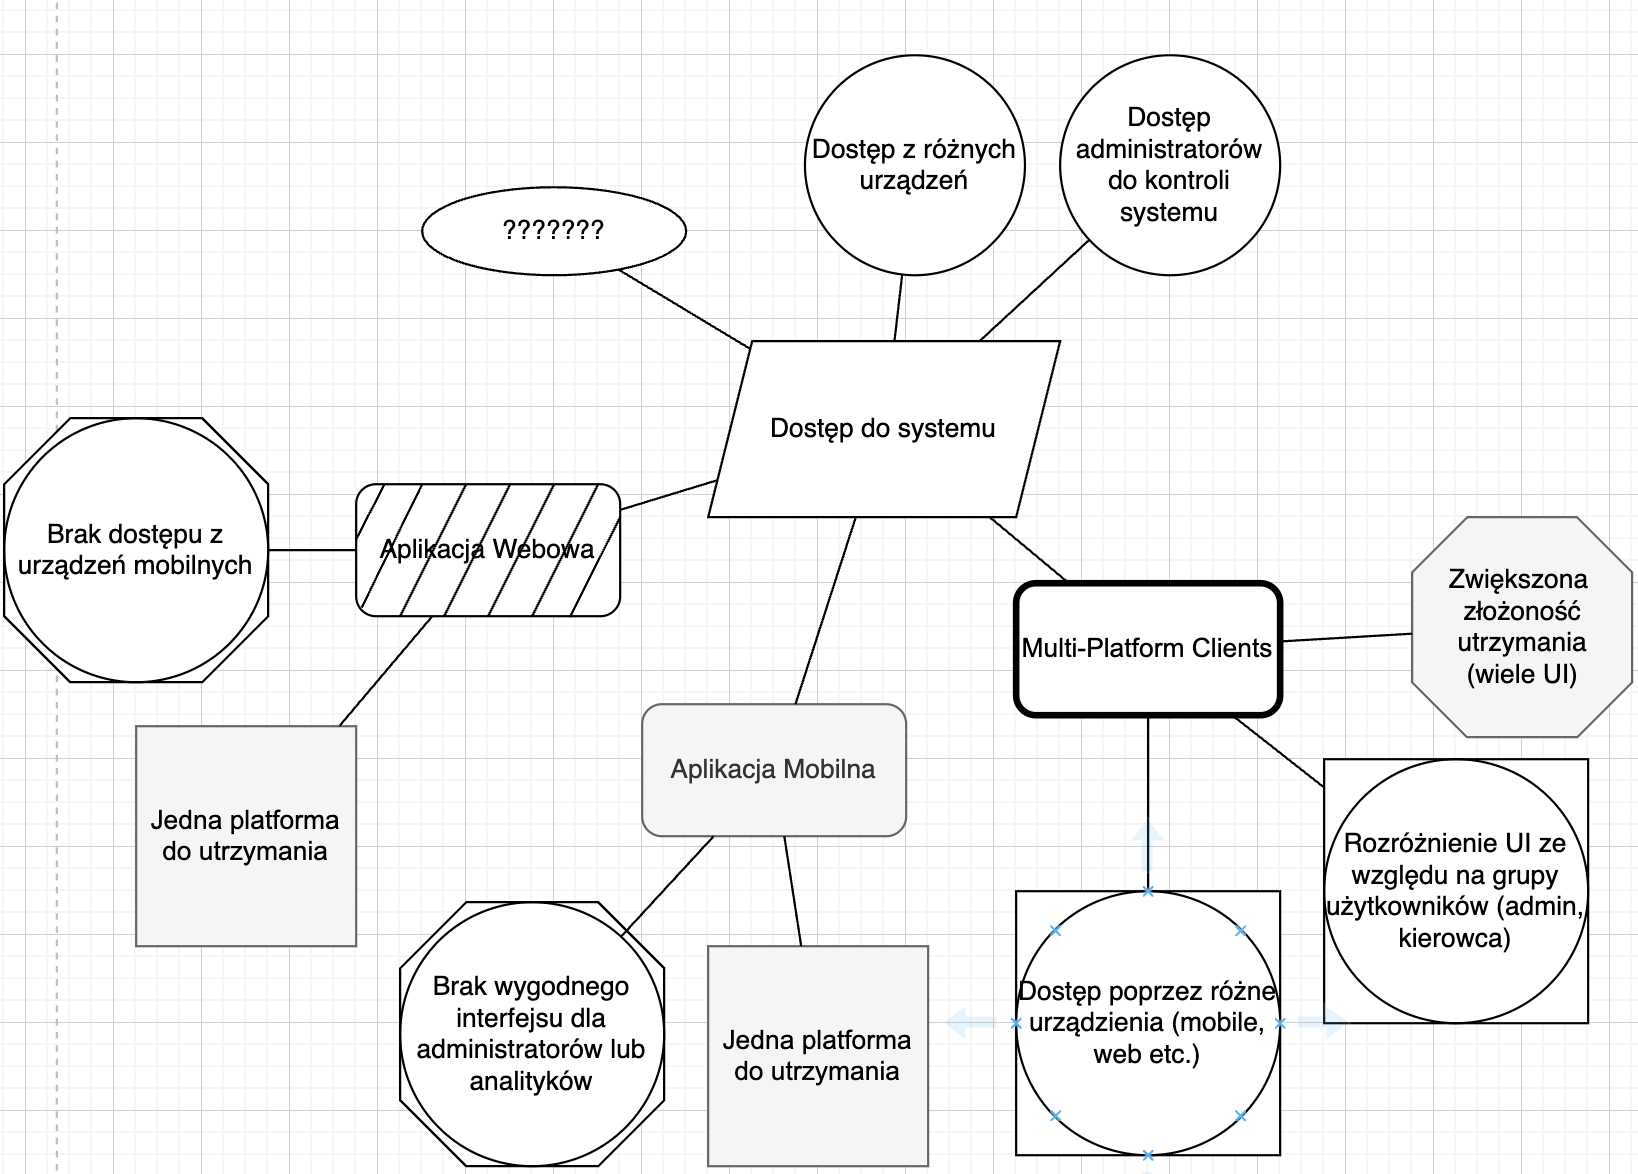 Dostęp z różnych
urządzeń
Dostęp
administratorów
do kontroli
systemu
???????
Dostęp do systemu
Brak dostępu z
urządzeń mobilnych
Aplikacja Webowa
Multi-Platform Clients
Zwiększona
złożoność
utrzymania
(wiele UI)
Aplikacja Mobilna
Jedna platforma
do utrzymania
Rozróżnienie UI ze
względu na grupy
użytkowników (admin,
kierowca)
Brak wygodnego
interfejsu dla
administratorów lub
analityków
Jedna platforma
do utrzymania
Dostęp poprzez różne
urządzienia (mobile,
web etc.)